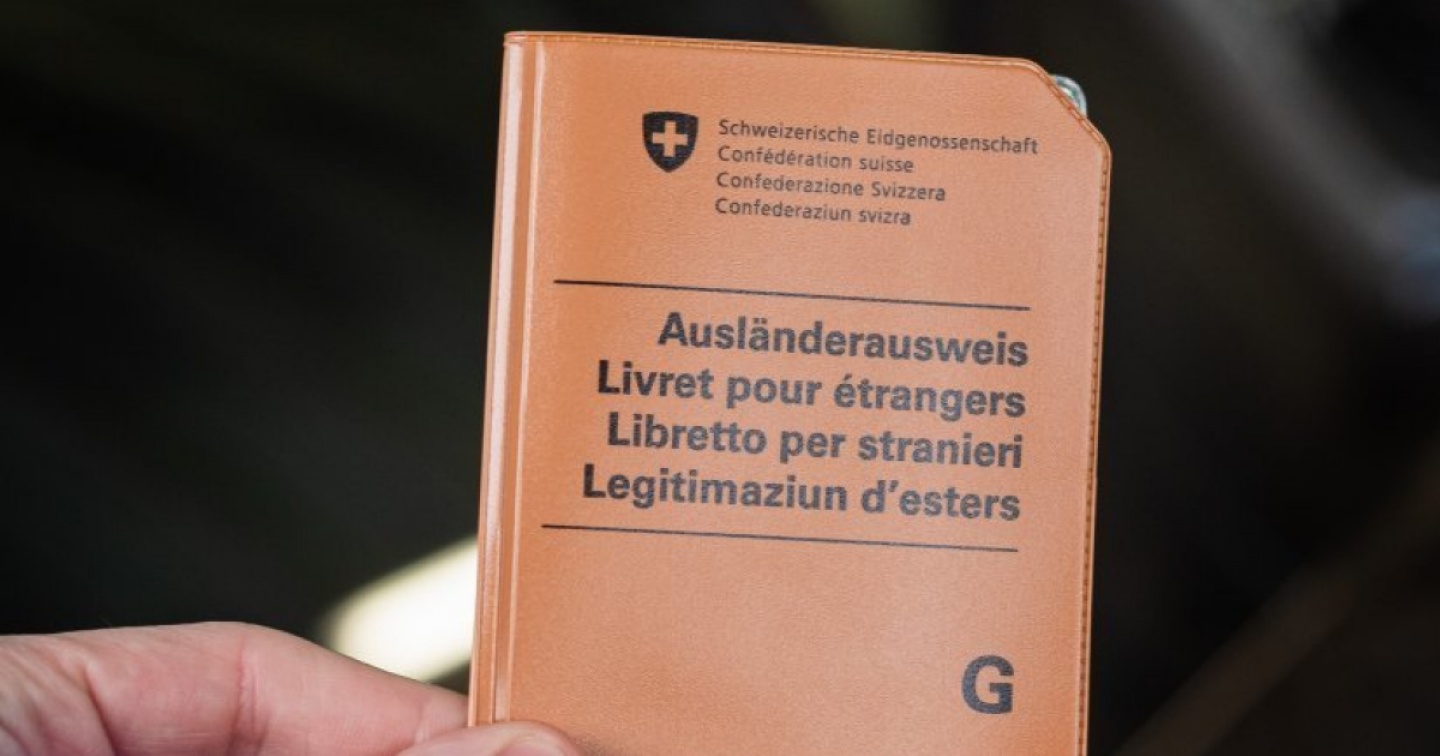 Schweizerische Eidgenossenschaft
Confédération suisse
Confederazione Svizzera
Confederaziun svizra
Ausländerausweis
Livret pour étrangers
Libretto per stranieri
Legitimaziun d'esters
G